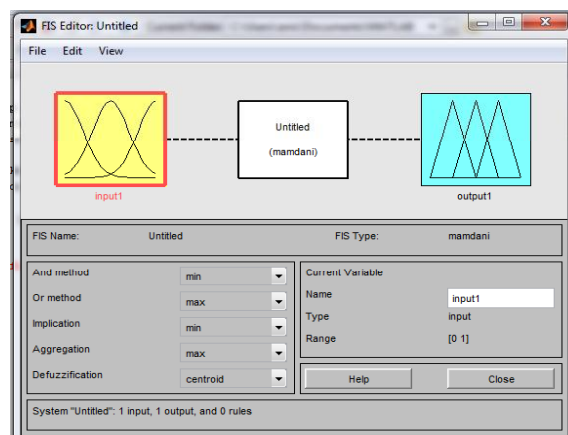 FIS Editor: Untitled
File Edit View
Untitled
(mamdani)
input1
output1
FIS Name: Untitled FIS Type: mamdani
And method min
Or method max
Implication min
Aggregation max
Defuzzification centroid
Current Variable
Name input1
Type input
Range [0 1]
Help Close
System "Untitled": 1 input, 1 output, and 0 rules